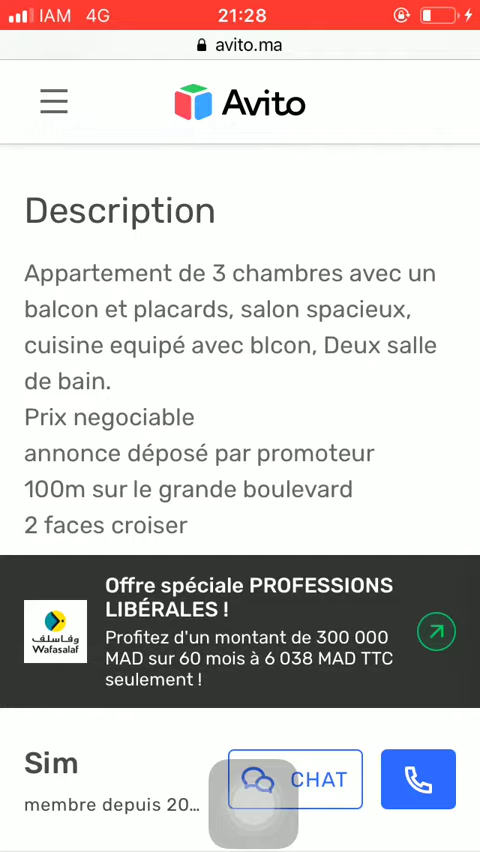 IAM 4G 21:28
avito.ma
Avito
Description
Appartement de 3 chambres avec un
balcon et placards, salon spacieux,
cuisine equipé avec blcon, Deux salle
de bain.
Prix negociable
annonce déposé par promoteur
100m sur le grande boulevard
2 faces croiser
Offre spéciale PROFESSIONS
LIBÉRALES !
وفاسلف
Wafasalaf
Profitez d'un montant de 300 000
MAD sur 60 mois à 6 038 MAD TTC
seulement !
Sim
membre depuis 20...
CHAT